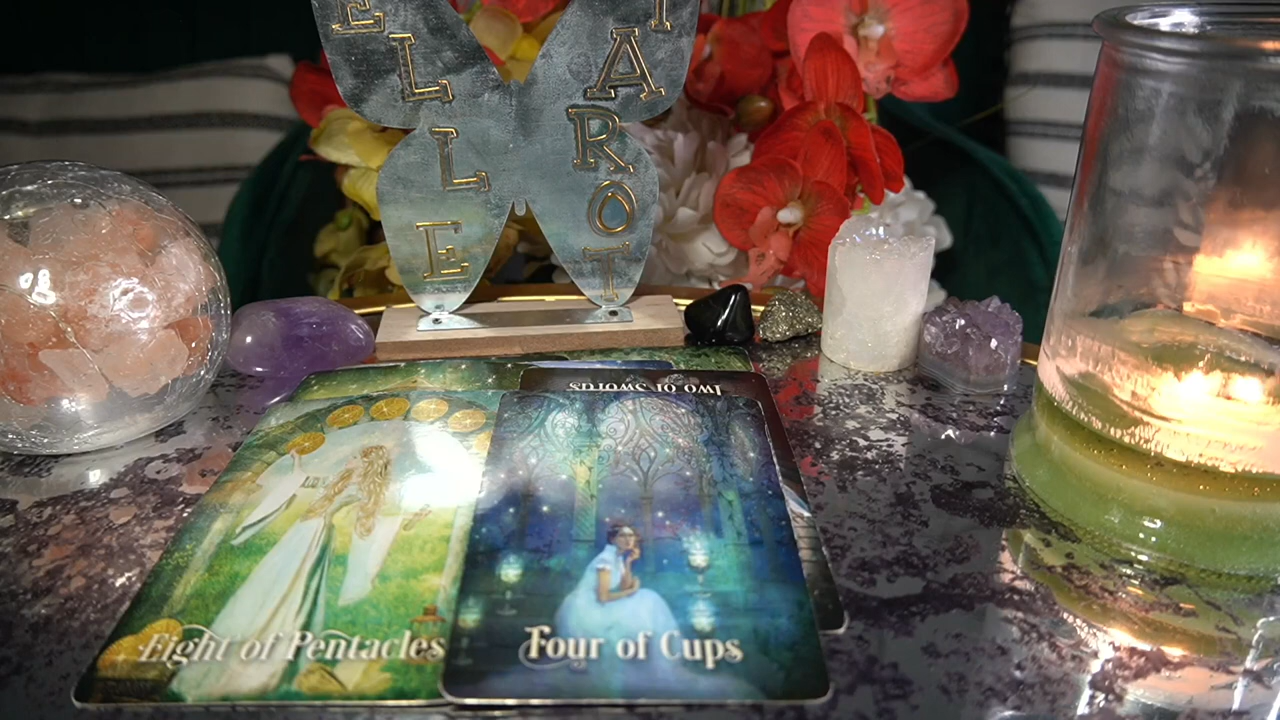 ELLE
TAROT
Two of Swords
Eight of Pentacles
Four of Cups